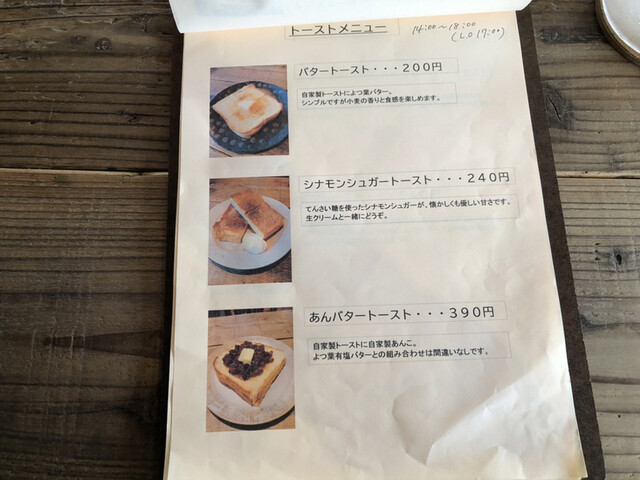 トーストメニュー
14:00～18:00
(L.O 17:00)
バタートースト・・・200円
自家製トーストによつ葉バター。
シンプルですが小麦の香りと食感を楽しめます。
シナモンシュガートースト・・・240円
てんさい糖を使ったシナモンシュガーが、懐かしくも優しい甘さです。
生クリームと一緒にどうぞ。
あんバタートースト・・・390円
自家製トーストに自家製あんこ。
よつ葉有塩バターとの組み合わせは間違いなしです。